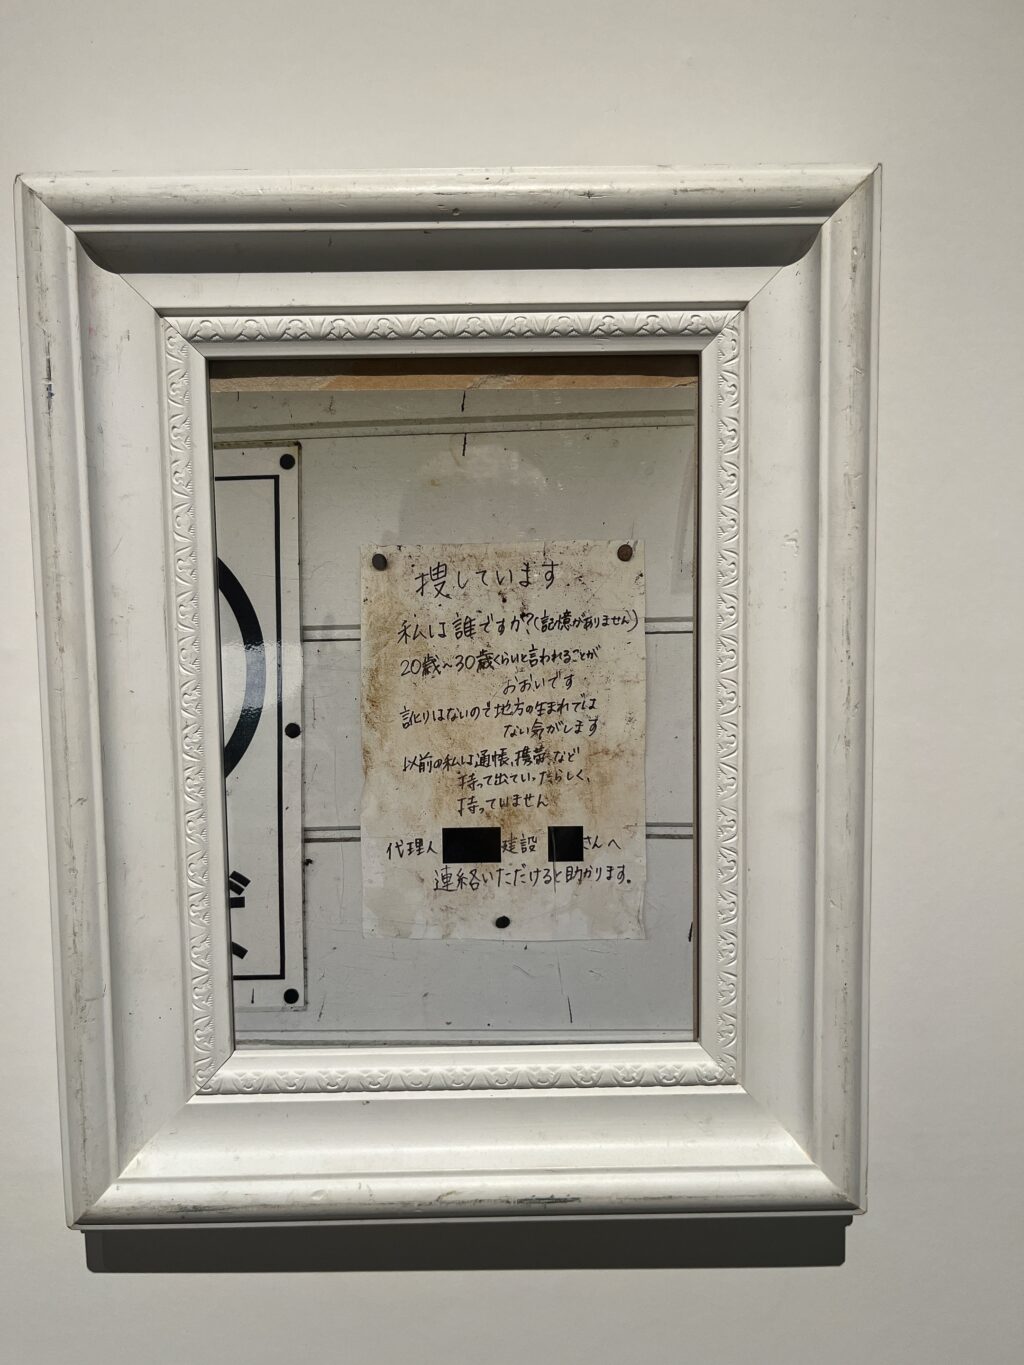 捜しています
私は誰ですか?(記憶がありません)
20歳~30歳くらいと言われることが
おおいです
訛りはないので地方の生まれでは
ない気がします
以前の私は通帳、携帯、など
持って出ていったらしく、
持っていません
代理人 建設 さんへ
連絡いただけると助かります。